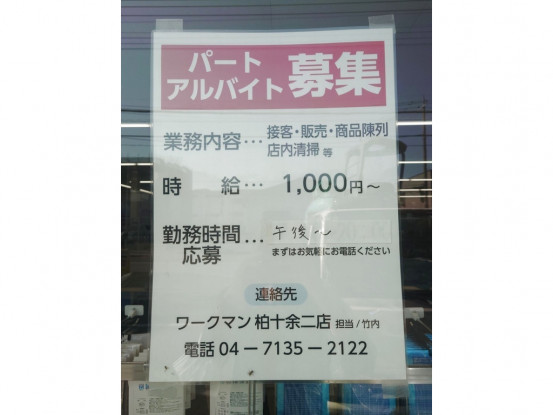 パート
アルバイト 募集
業務内容… 接客・販売・商品陳列
店内清掃 等
時 給… 1,000円~
勤務時間… 午後~
応募 まずはお気軽にお電話ください
連絡先
ワークマン 柏十余二店 担当/竹内
電話 04-7135-2122